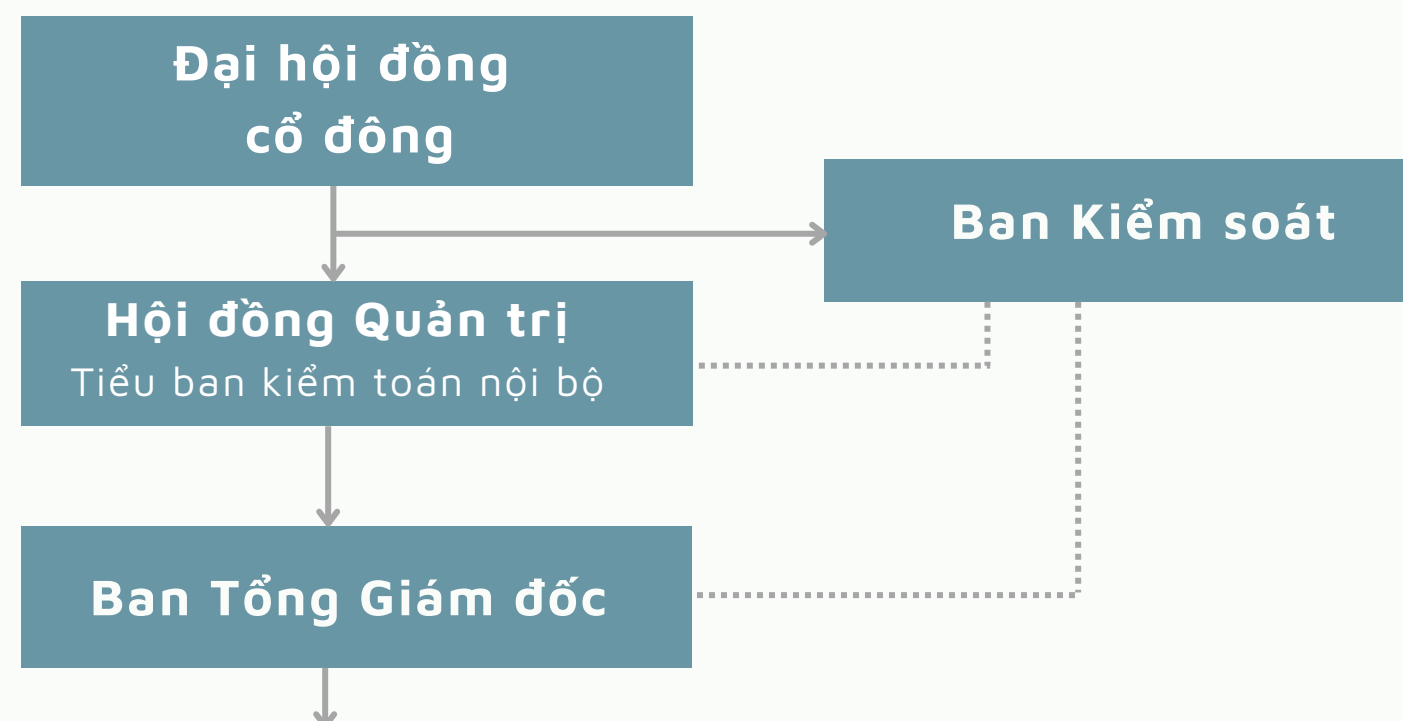 Đại hội đồng
cổ đông
Ban Kiểm soát
Hội đồng Quản trị
Tiểu ban kiểm toán nội bộ
Ban Tổng Giám đốc